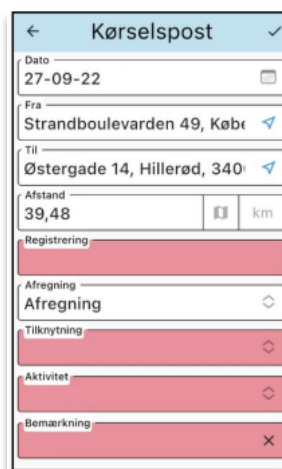 Kørselspost
Dato
27-09-22
Fra
Strandboulevarden 49, Købe
Til
Østergade 14, Hillerød, 340
Afstand
39,48
km
Registrering
Afregning
Afregning
Tilknytning
Aktivitet
Bemærkning